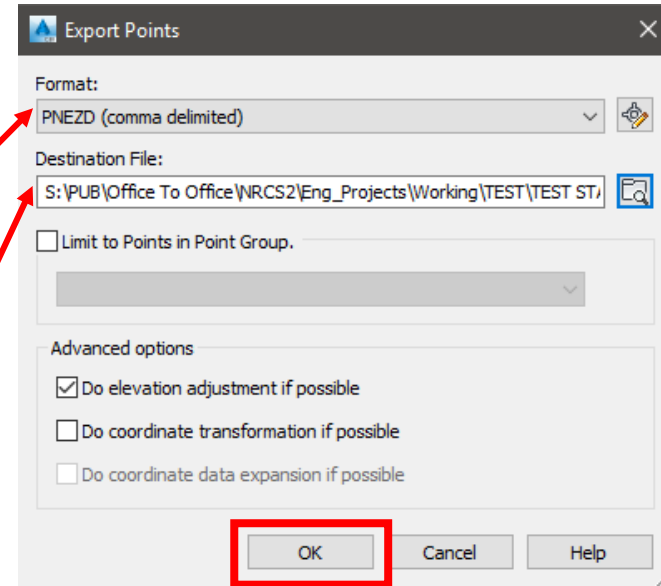 Export Points
Format:
PNEZD (comma delimited)
Destination File:
S:\PUB\Office To Office\NRCS2\Eng_Projects\Working\TEST\TEST STA
Limit to Points in Point Group.
Advanced options
Do elevation adjustment if possible
Do coordinate transformation if possible
Do coordinate data expansion if possible
OK Cancel Help